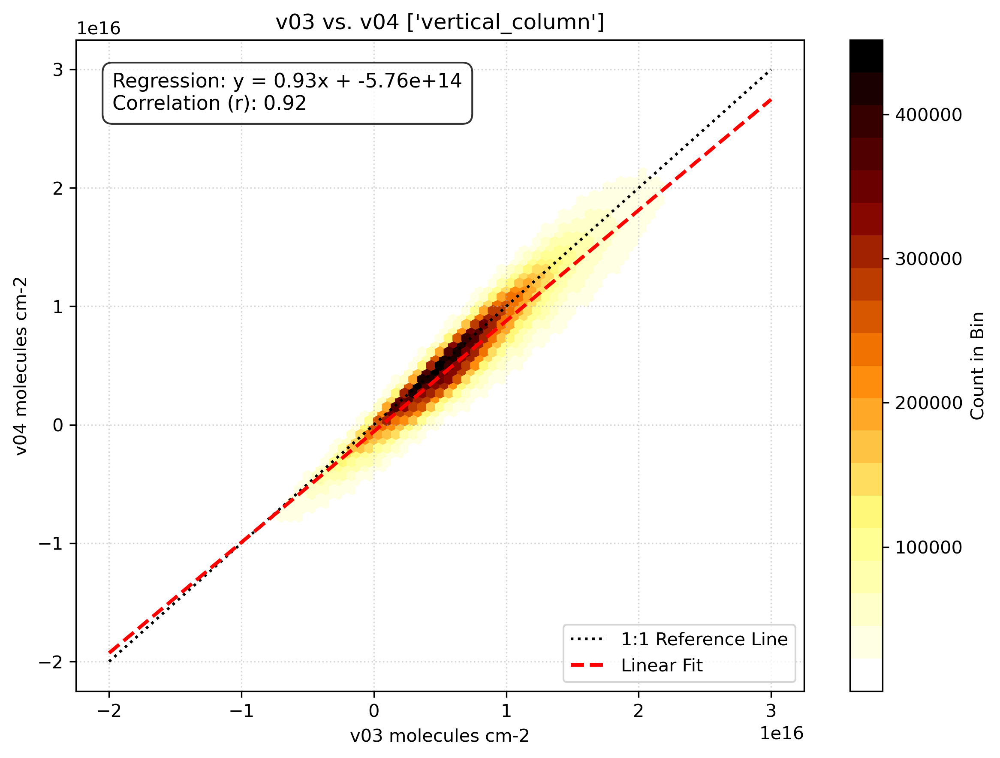 v03 vs. v04 ['vertical_column']
1e16
Regression: y = 0.93x + -5.76e+14
Correlation (r): 0.92
3
2
1
0
−1
−2
v04 molecules cm-2
−2
−1
0
1
2
3
1e16
v03 molecules cm-2
1:1 Reference Line
Linear Fit
400000
300000
200000
100000
Count in Bin